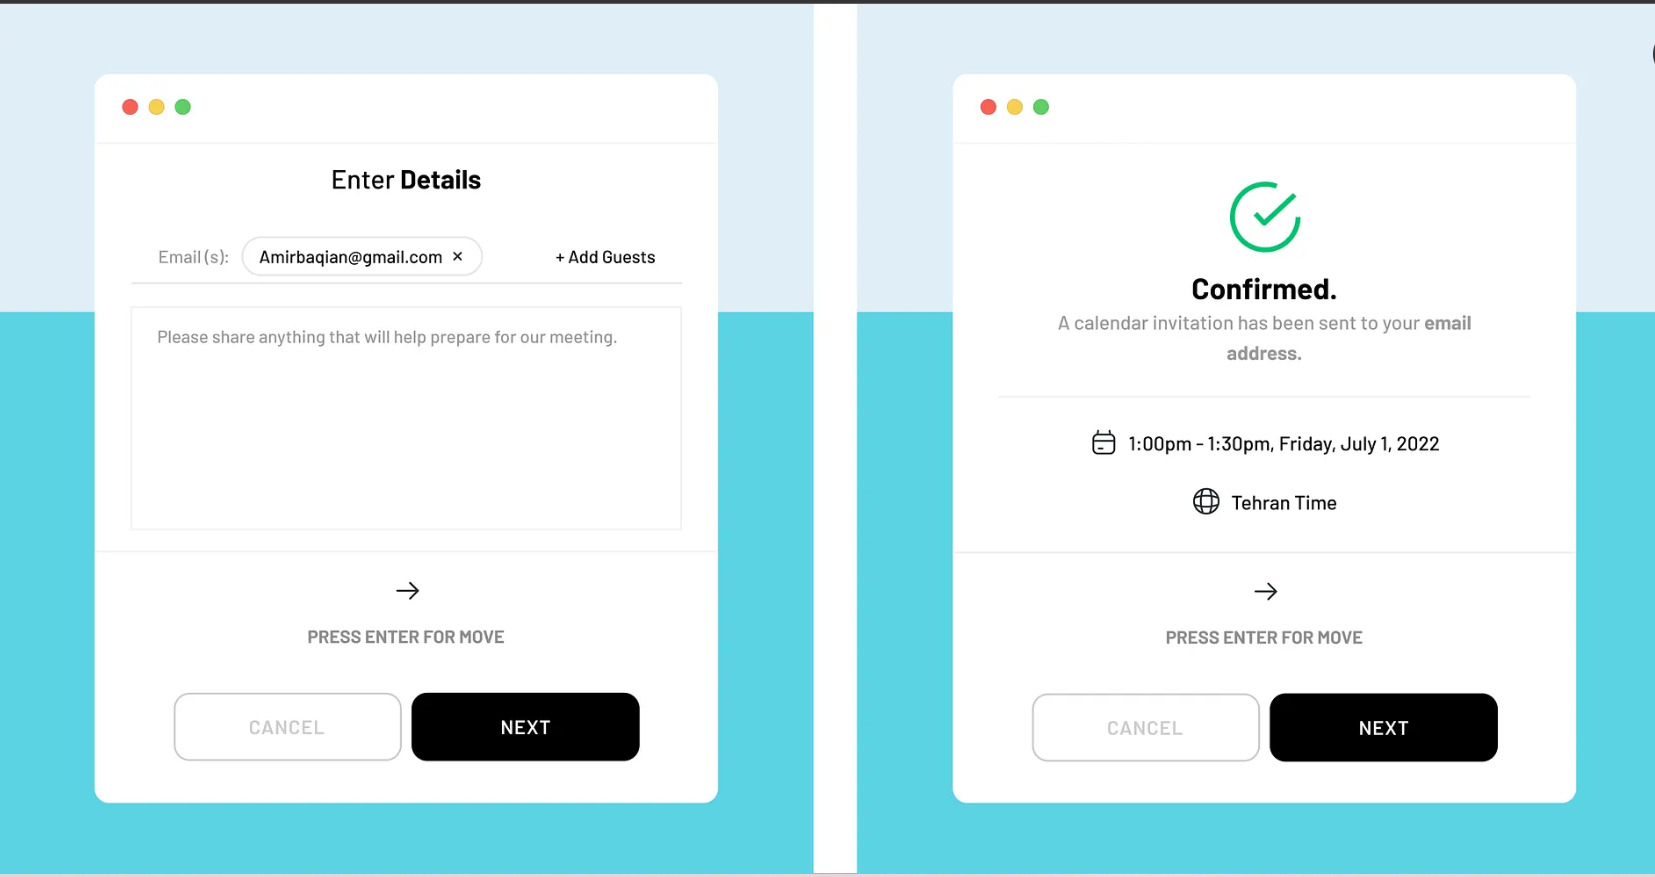 Enter Details
Email (s): Amirbaqian@gmail.com × + Add Guests
Please share anything that will help prepare for our meeting.
PRESS ENTER FOR MOVE
CANCEL NEXT
Confirmed.
A calendar invitation has been sent to your email
address.
1:00pm - 1:30pm, Friday, July 1, 2022
Tehran Time
PRESS ENTER FOR MOVE
CANCEL NEXT